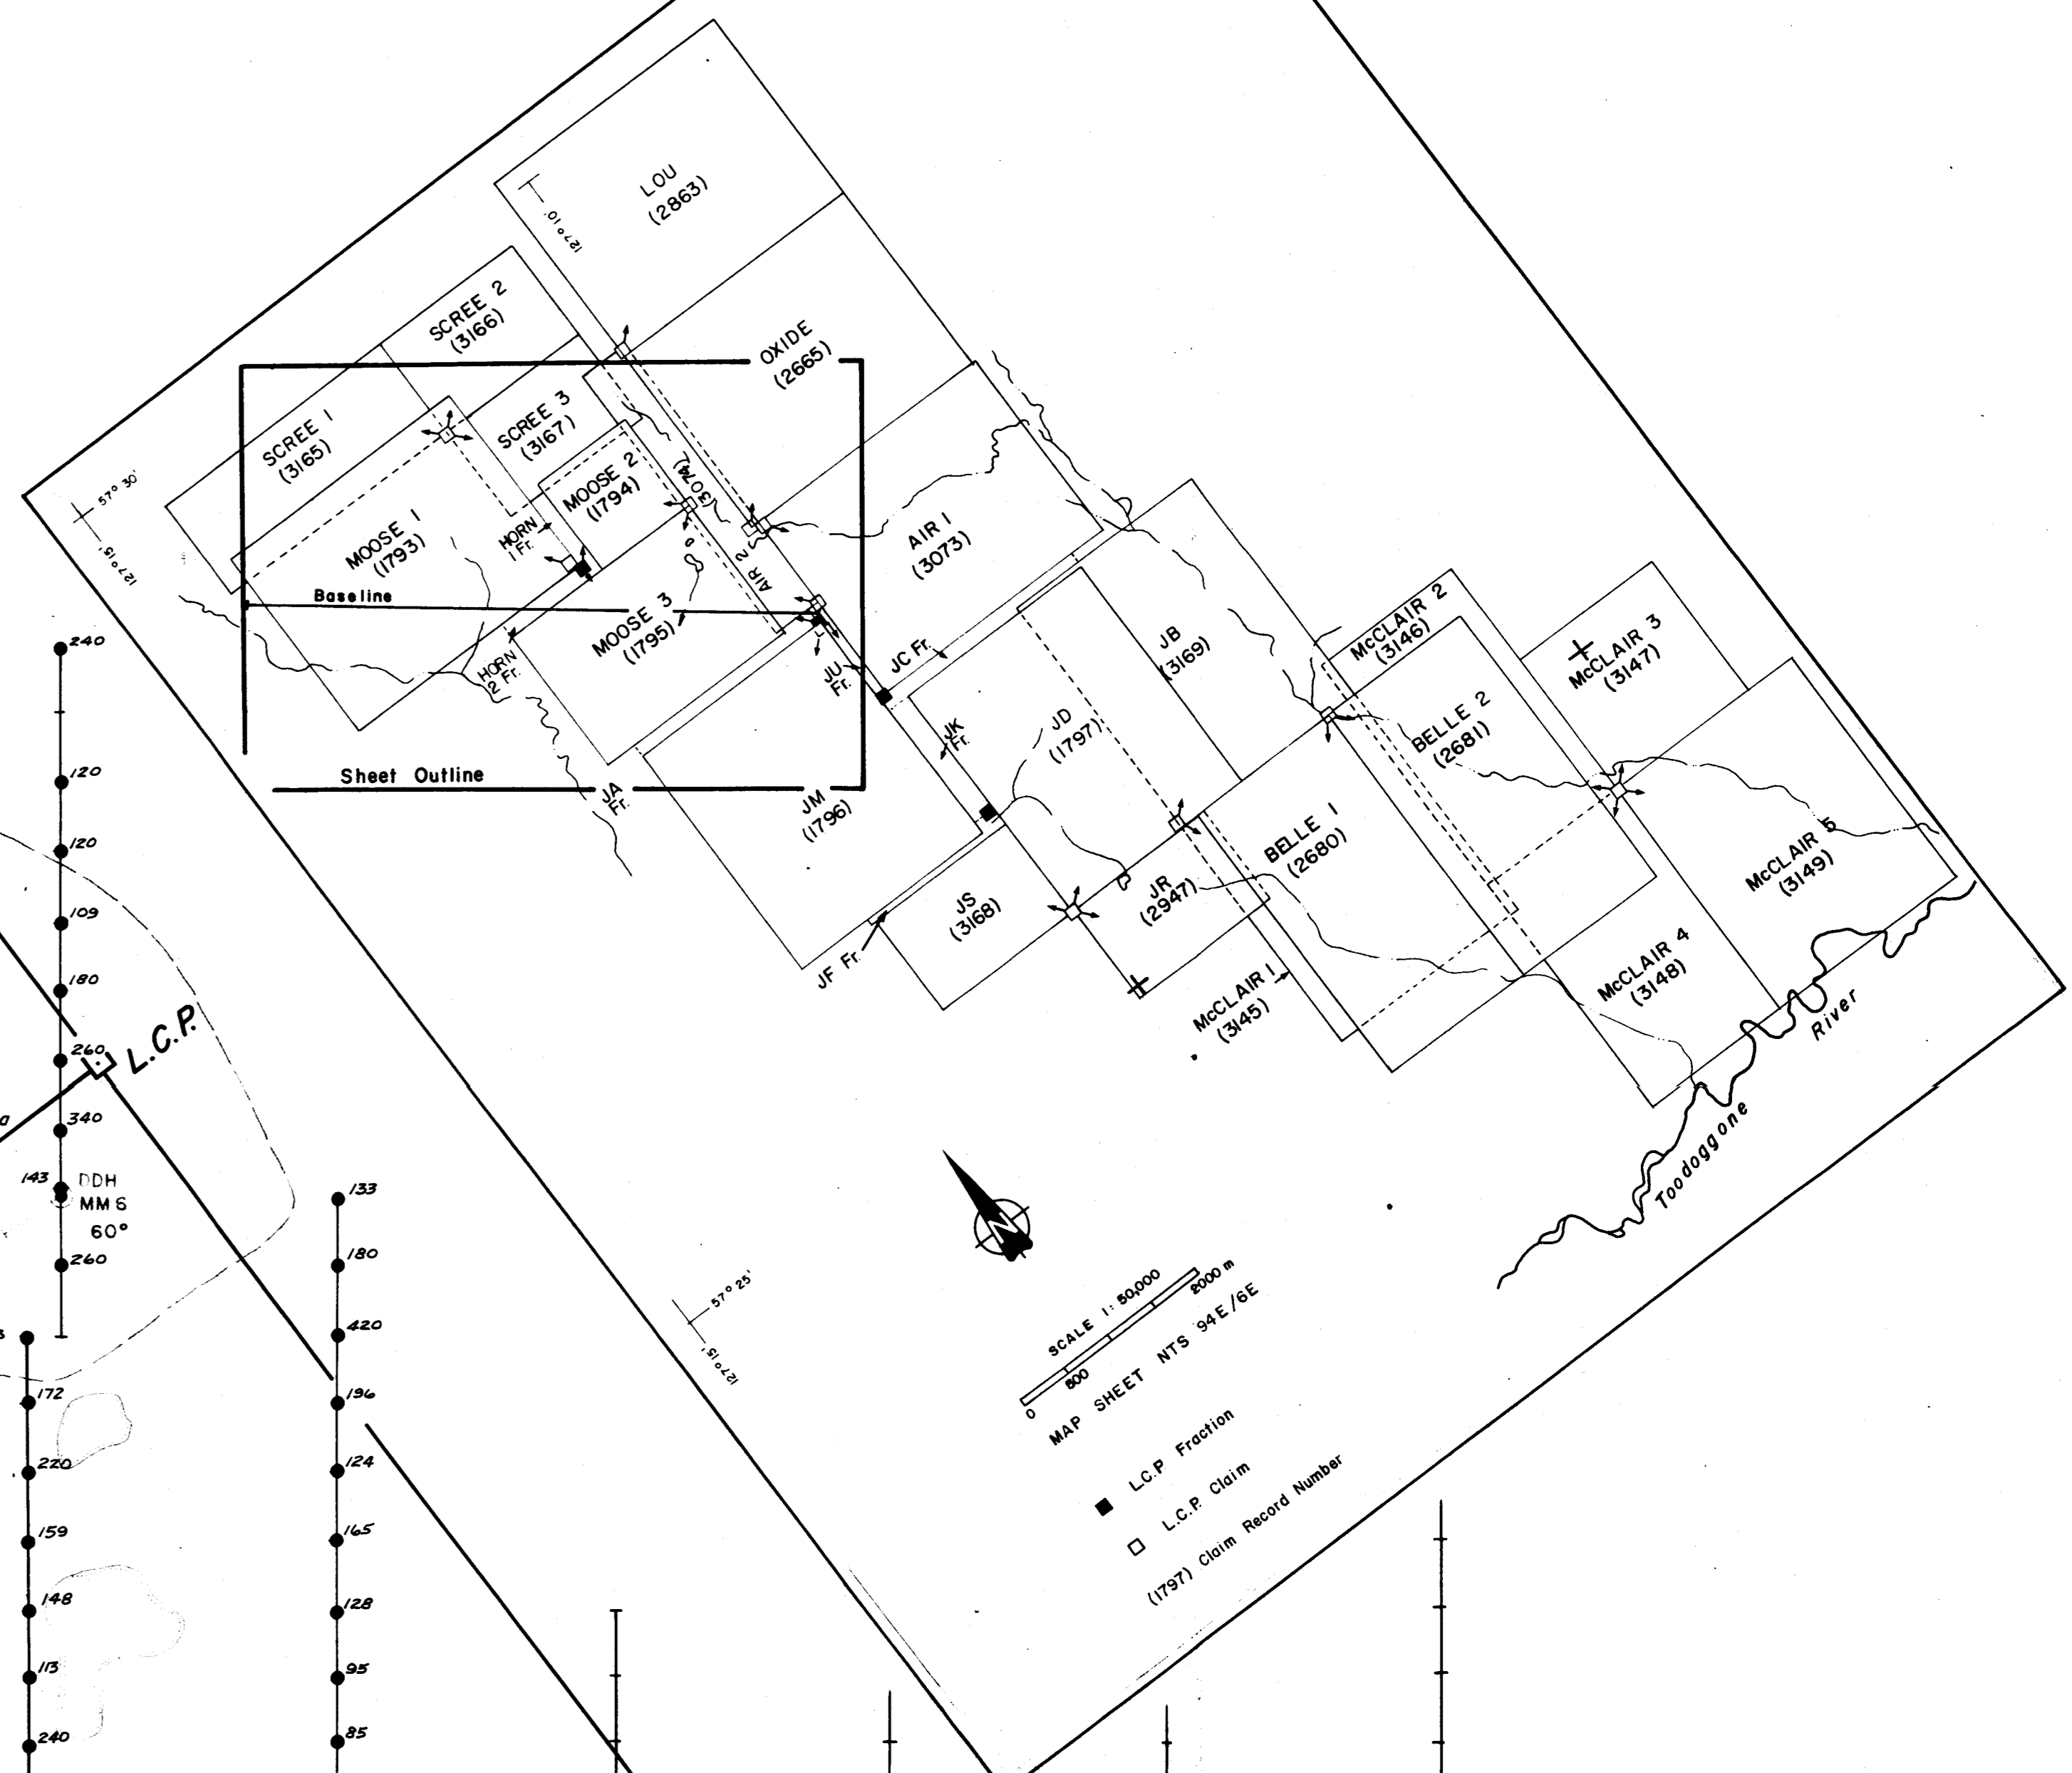 LOU
(2863)
127° 10'
SCREE 2
(3166)
OXIDE
(2665)
SCREE 1
(3165)
SCREE 3
(3167)
57° 30'
127° 15'
MOOSE 2
(1794)
MOOSE 1
(1793)
HORN
1 Fr.
AIR 2
(3074)
AIR 1
(3073)
Baseline
MOOSE 3
(1795)
HORN
2 Fr.
JU
Fr.
JC Fr.
JB
(3169)
McCLAIR 2
(3146)
McCLAIR 3
(3147)
JK
Fr.
JD
(1797)
BELLE 2
(2681)
Sheet Outline
JA
Fr.
JM
(1796)
BELLE 1
(2680)
McCLAIR 5
(3149)
JS
(3168)
JR
(2947)
JF Fr.
McCLAIR 1
(3145)
McCLAIR 4
(3148)
River
Toodoggone
N
57° 25'
127° 15'
SCALE 1: 50,000
0
500
2000 m
MAP SHEET NTS 94E/6E
L.C.P. Fraction
L.C.P. Claim
(1797) Claim Record Number
240
120
120
109
180
260
L.C.P.
340
143
DDH
MM6
60°
260
172
220
159
148
113
240
133
180
420
196
124
165
128
95
85